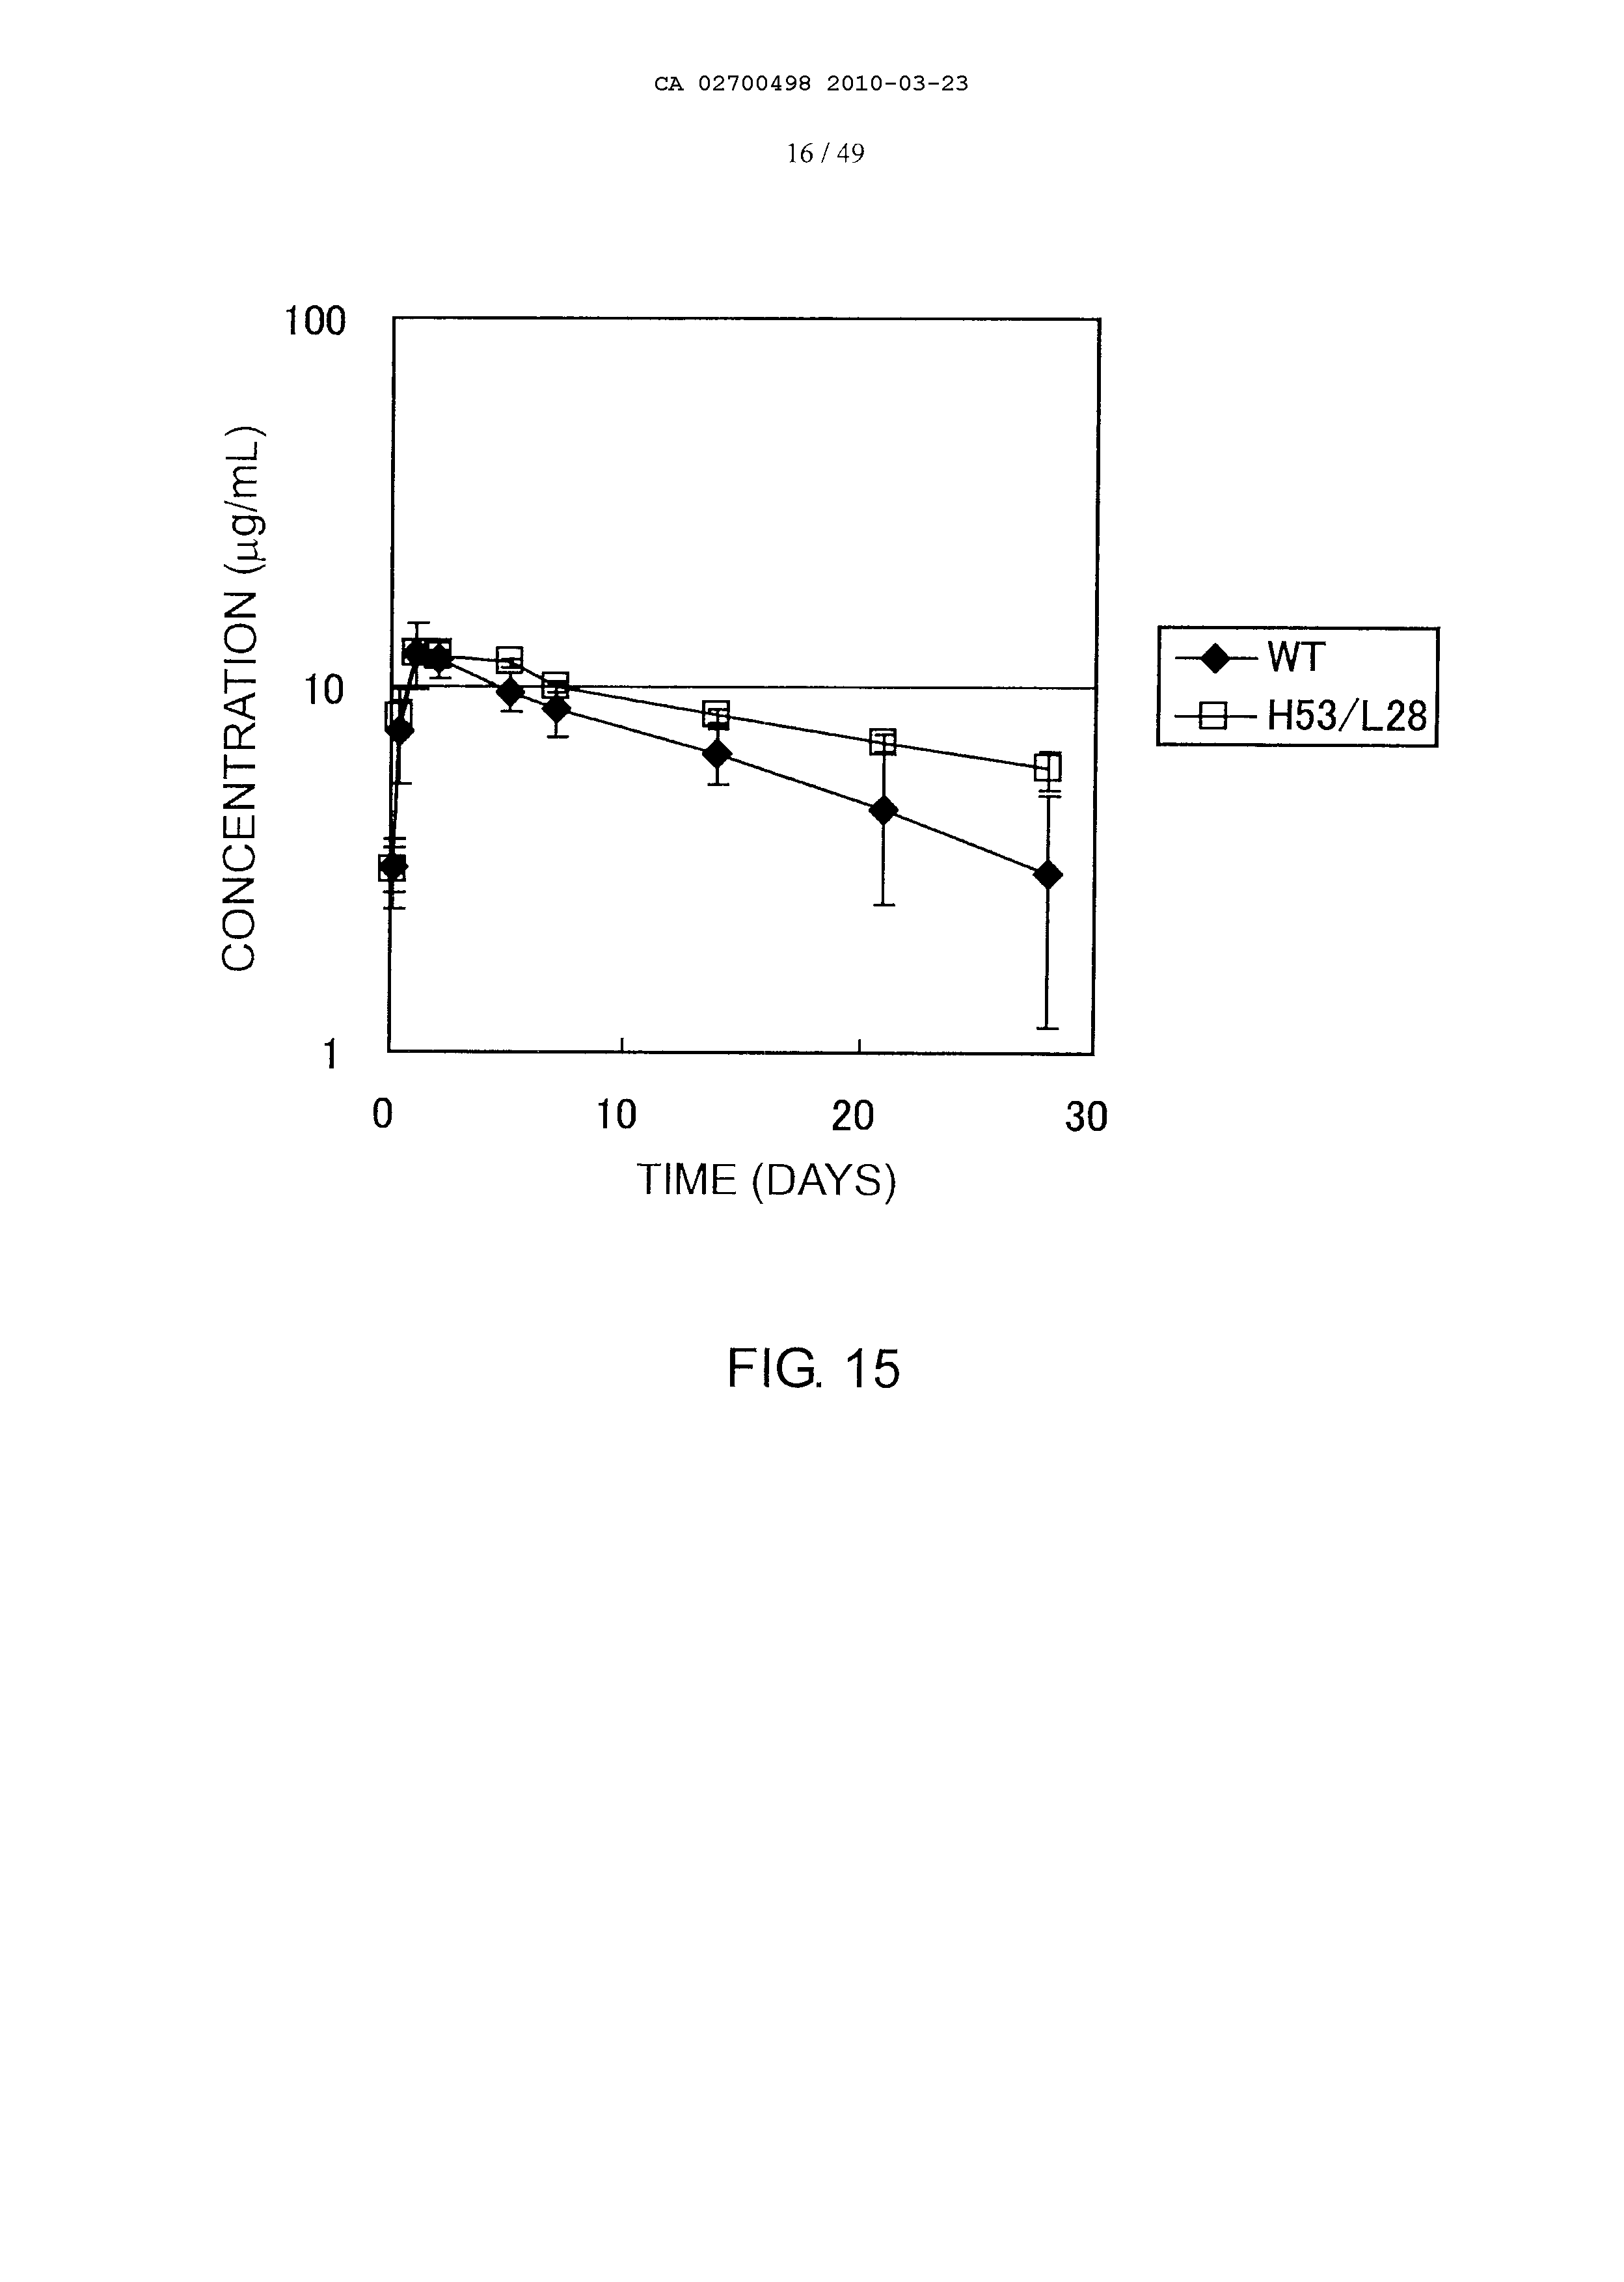 CA 02700498 2010-03-23
16 / 49
100
10
1
CONCENTRATION (μg/mL)
0 10 20 30
TIME (DAYS)
WT
H53/L28
FIG. 15